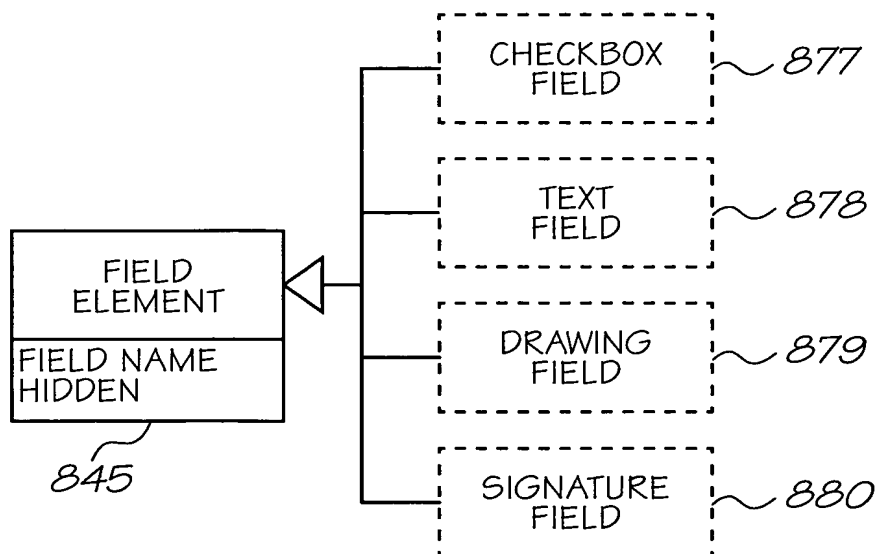 CHECKBOX
FIELD
877
TEXT
FIELD
878
FIELD
ELEMENT
FIELD NAME
HIDDEN
845
DRAWING
FIELD
879
SIGNATURE
FIELD
880